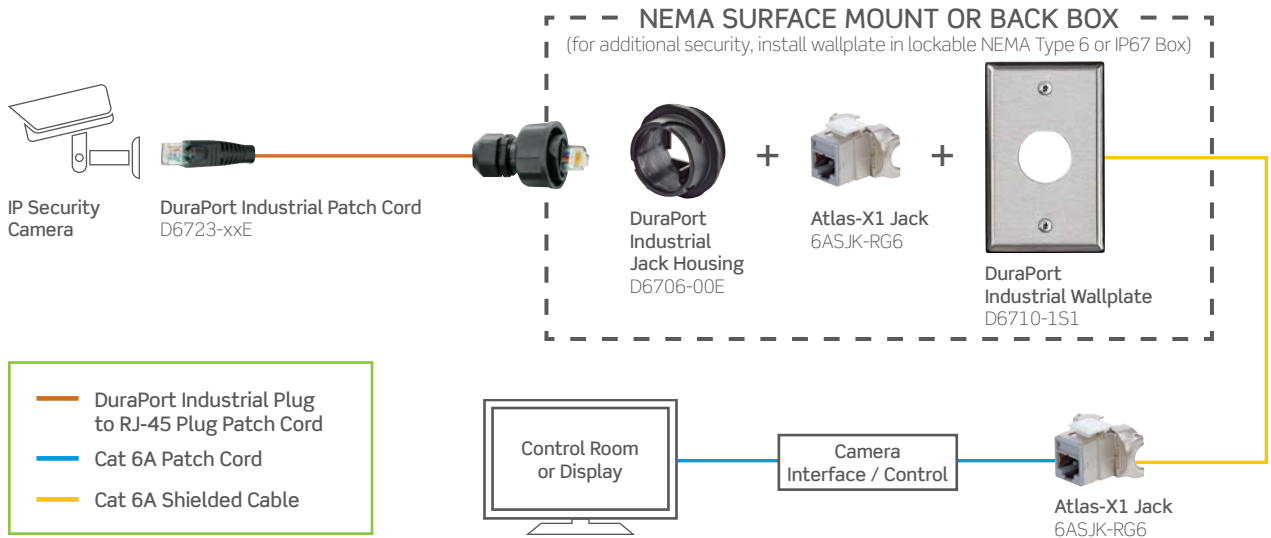 NEMA SURFACE MOUNT OR BACK BOX
(for additional security, install wallplate in lockable NEMA Type 6 or IP67 Box)
IP Security
Camera
DuraPort Industrial Patch Cord
D6723-xxE
DuraPort
Industrial
Jack Housing
D6706-00E
+
Atlas-X1 Jack
6ASJK-RG6
+
DuraPort
Industrial Wallplate
D6710-1S1
DuraPort Industrial Plug
to RJ-45 Plug Patch Cord
Cat 6A Patch Cord
Cat 6A Shielded Cable
Control Room
or Display
Camera
Interface / Control
Atlas-X1 Jack
6ASJK-RG6